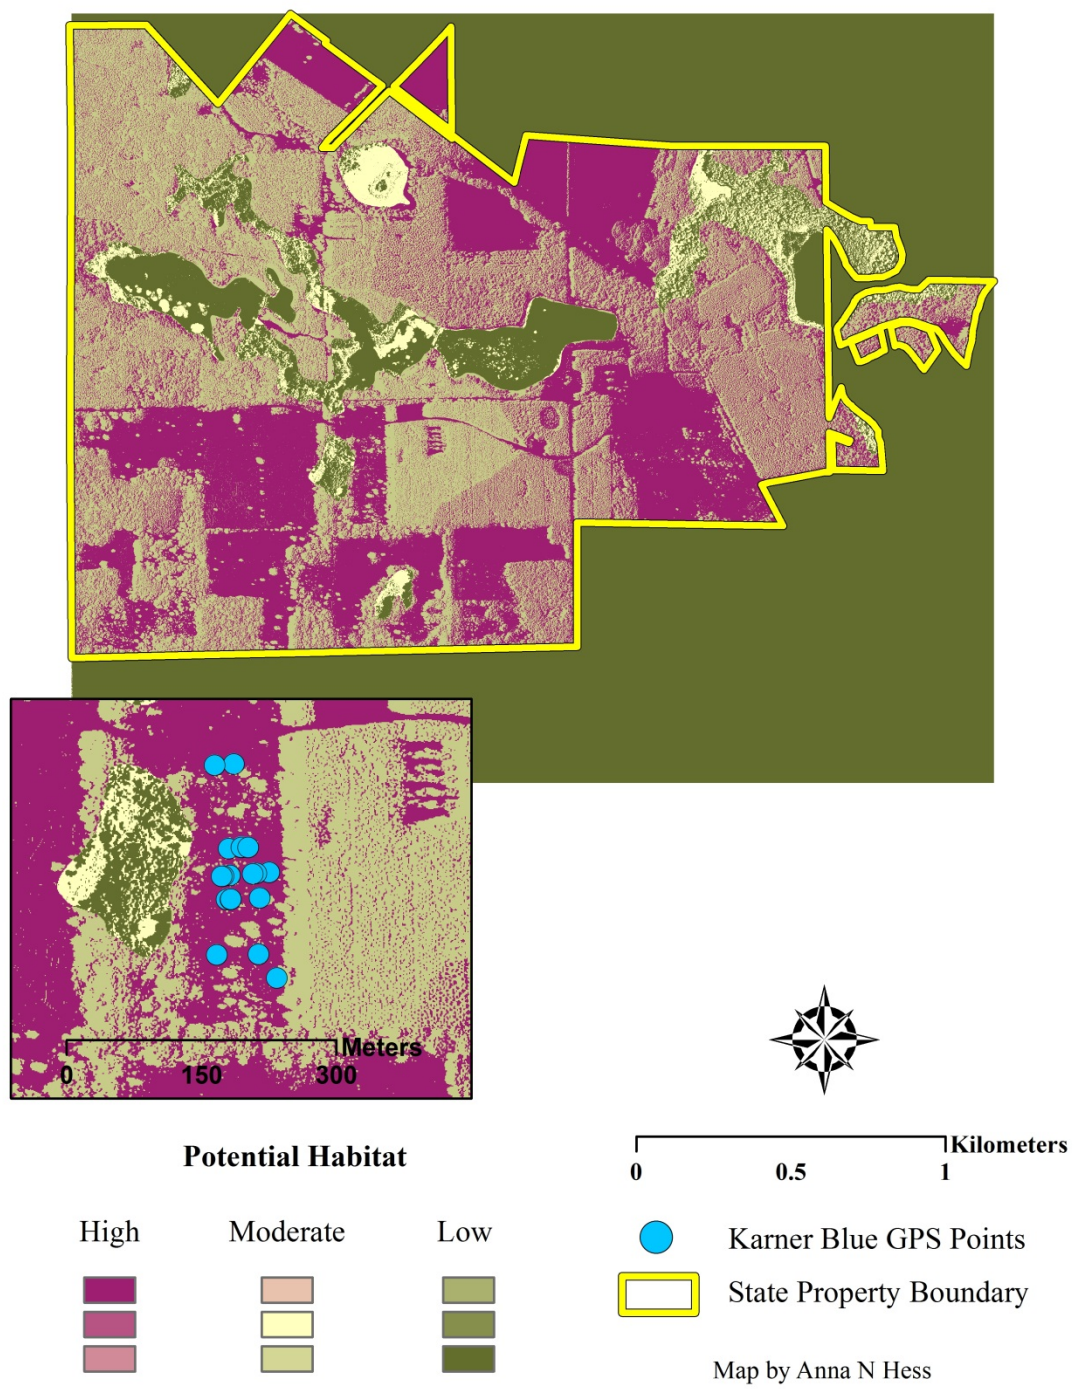 Meters
0 150 300
Potential Habitat
High Moderate Low
Kilometers
0 0.5 1
Karner Blue GPS Points
State Property Boundary
Map by Anna N Hess